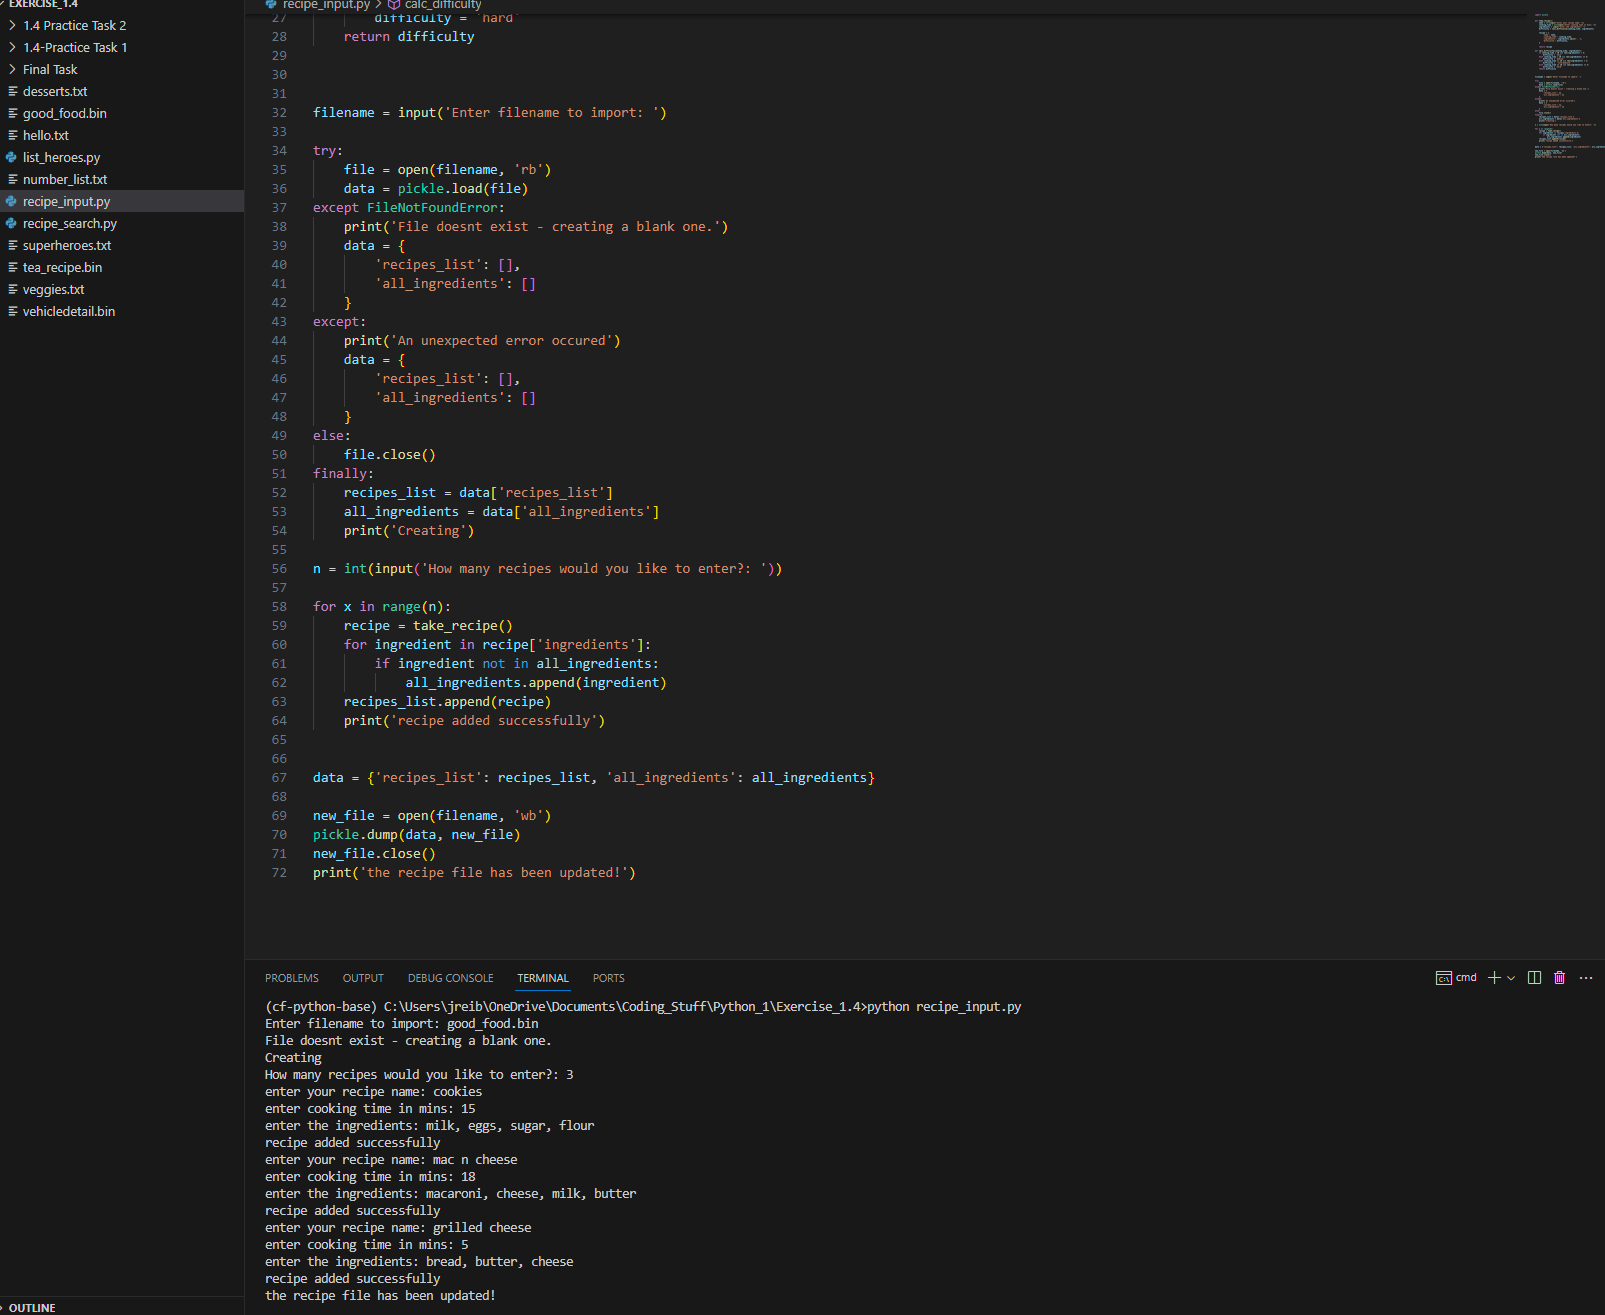 EXERCISE_1.4
1.4 Practice Task 2
1.4-Practice Task 1
Final Task
desserts.txt
good_food.bin
hello.txt
list_heroes.py
number_list.txt
recipe_input.py
recipe_search.py
superheroes.txt
tea_recipe.bin
veggies.txt
vehicledetail.bin
OUTLINE
recipe_input.py > calc_difficulty
27 difficulty = 'hard'
28 return difficulty
29
30
31
32 filename = input('Enter filename to import: ')
33
34 try:
35 file = open(filename, 'rb')
36 data = pickle.load(file)
37 except FileNotFoundError:
38 print('File doesnt exist - creating a blank one.')
39 data = {
40 'recipes_list': [],
41 'all_ingredients': []
42 }
43 except:
44 print('An unexpected error occured')
45 data = {
46 'recipes_list': [],
47 'all_ingredients': []
48 }
49 else:
50 file.close()
51 finally:
52 recipes_list = data['recipes_list']
53 all_ingredients = data['all_ingredients']
54 print('Creating')
55
56 n = int(input('How many recipes would you like to enter?: '))
57
58 for x in range(n):
59 recipe = take_recipe()
60 for ingredient in recipe['ingredients']:
61 if ingredient not in all_ingredients:
62 all_ingredients.append(ingredient)
63 recipes_list.append(recipe)
64 print('recipe added successfully')
65
66
67 data = {'recipes_list': recipes_list, 'all_ingredients': all_ingredients}
68
69 new_file = open(filename, 'wb')
70 pickle.dump(data, new_file)
71 new_file.close()
72 print('the recipe file has been updated!')
PROBLEMS OUTPUT DEBUG CONSOLE TERMINAL PORTS
cmd
(cf-python-base) C:\Users\jreib\OneDrive\Documents\Coding_Stuff\Python_1\Exercise_1.4>python recipe_input.py
Enter filename to import: good_food.bin
File doesnt exist - creating a blank one.
Creating
How many recipes would you like to enter?: 3
enter your recipe name: cookies
enter cooking time in mins: 15
enter the ingredients: milk, eggs, sugar, flour
recipe added successfully
enter your recipe name: mac n cheese
enter cooking time in mins: 18
enter the ingredients: macaroni, cheese, milk, butter
recipe added successfully
enter your recipe name: grilled cheese
enter cooking time in mins: 5
enter the ingredients: bread, butter, cheese
recipe added successfully
the recipe file has been updated!